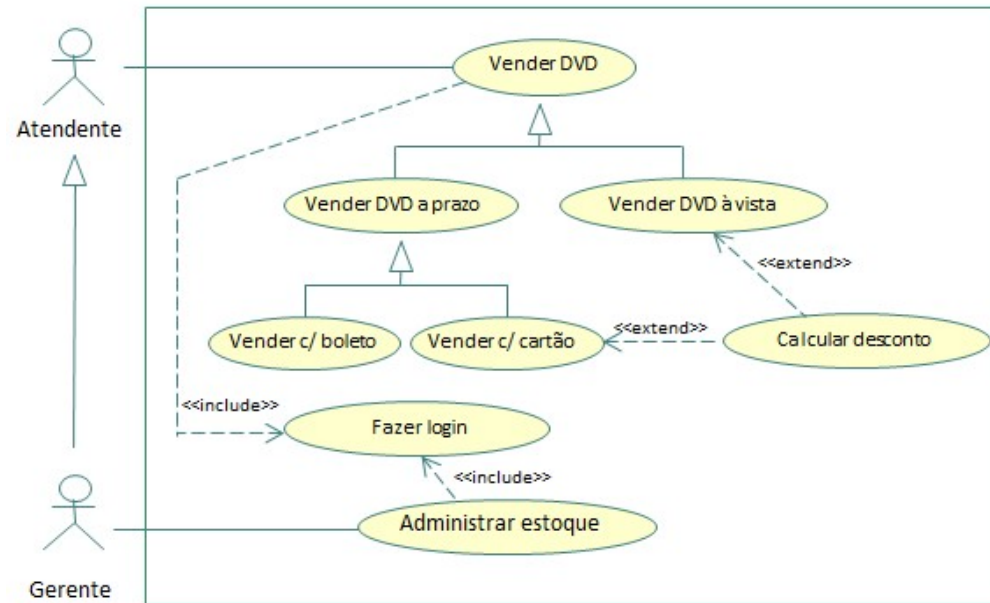 Vender DVD
Atendente
Vender DVD a prazo
Vender DVD à vista
<<extend>>
Vender c/ boleto
Vender c/ cartão
<<extend>>
Calcular desconto
<<include>>
Fazer login
<<include>>
Administrar estoque
Gerente